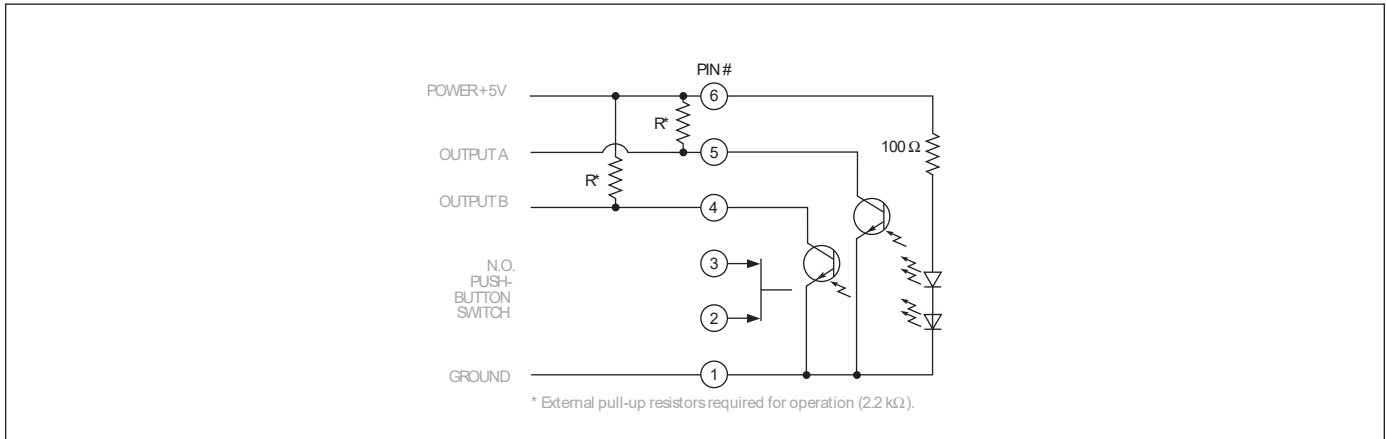 PIN #
POWER +5V
6
R*
OUTPUT A
5
100 Ω
R*
OUTPUT B
4
N.O.
PUSH-
BUTTON
SWITCH
3
2
GROUND
1
* External pull-up resistors required for operation (2.2 kΩ).